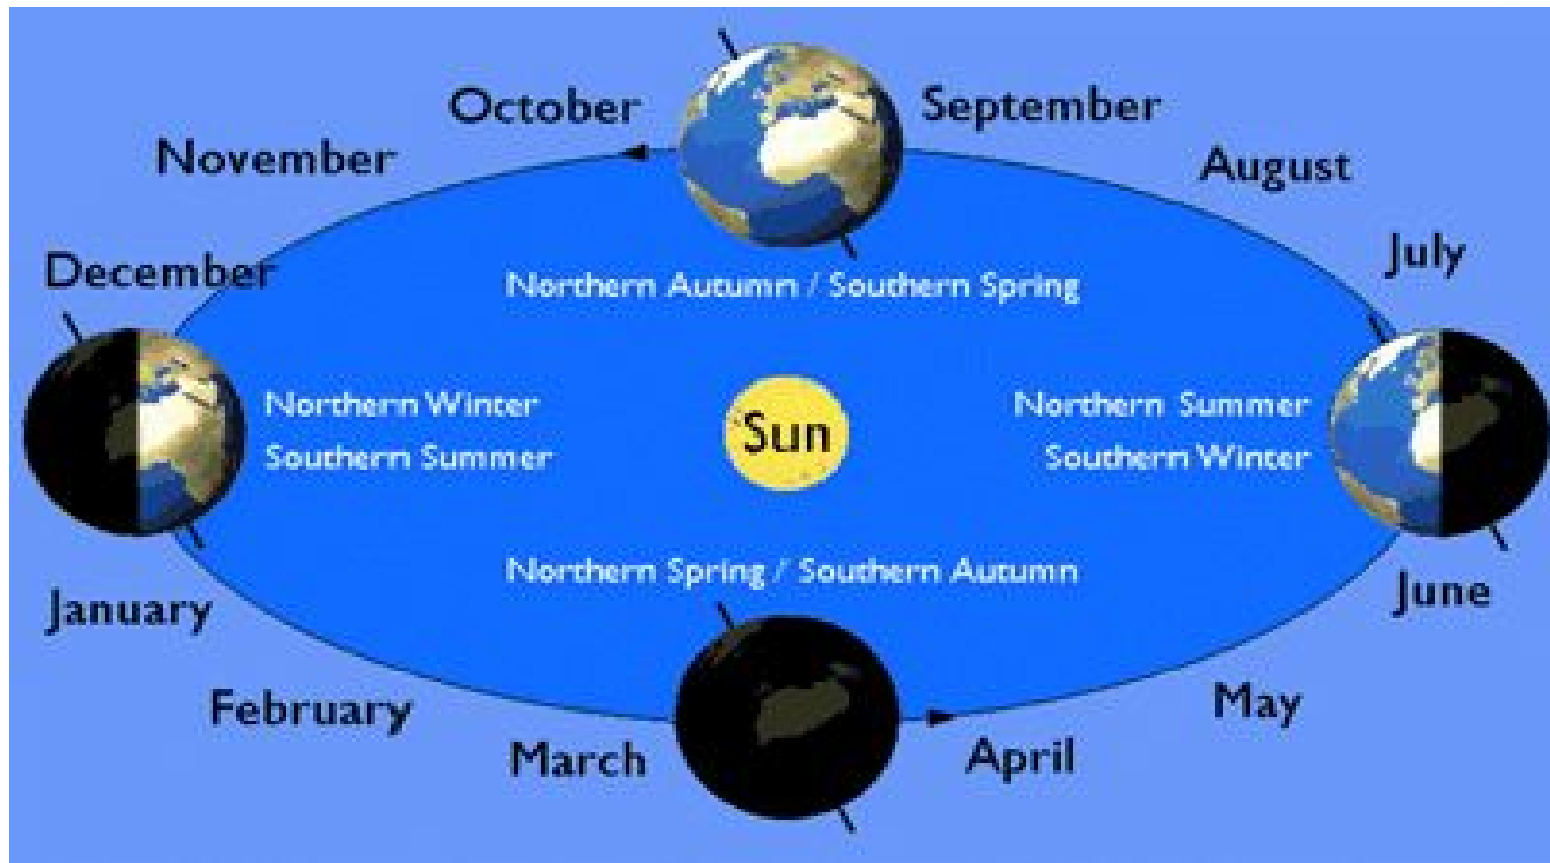 October
September
November
August
December
July
Northern Autumn / Southern Spring
Northern Winter
Southern Summer
Sun
Northern Summer
Southern Winter
Northern Spring / Southern Autumn
January
June
February
May
March
April